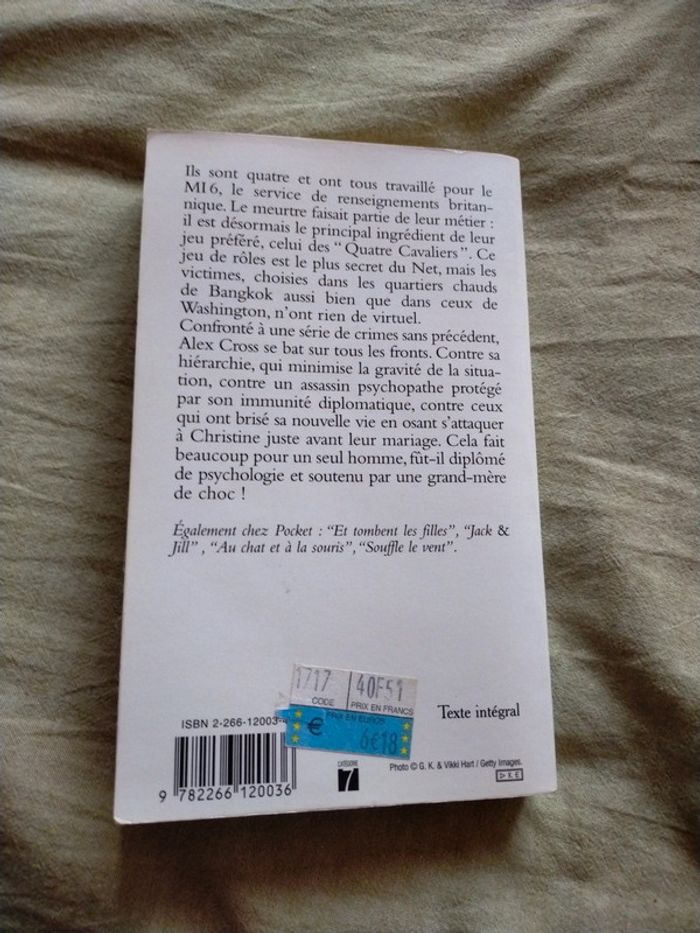 Ils sont quatre et ont tous travaillé pour le
MI6, le service de renseignements britan-
nique. Le meurtre faisait partie de leur métier :
il est désormais le principal ingrédient de leur
jeu préféré, celui des “Quatre Cavaliers”. Ce
jeu de rôles est le plus secret du Net, mais les
victimes, choisies dans les quartiers chauds
de Bangkok aussi bien que dans ceux de
Washington, n'ont rien de virtuel.
Confronté à une série de crimes sans précédent,
Alex Cross se bat sur tous les fronts. Contre sa
hiérarchie, qui minimise la gravité de la situa-
tion, contre un assassin psychopathe protégé
par son immunité diplomatique, contre ceux
qui ont brisé sa nouvelle vie en osant s'attaquer
à Christine juste avant leur mariage. Cela fait
beaucoup pour un seul homme, fût-il diplômé
de psychologie et soutenu par une grand-mère
de choc !
Également chez Pocket : “Et tombent les filles”, “Jack &
Jill” , “Au chat et à la souris”, “Souffle le vent”.
1717 40F51
CODE PRIX EN FRANCS
PRIX EN EUROS
€ 6€18
Texte intégral
ISBN 2-266-12003-
CATÉGORIE
7
Photo © G. K. & Vikki Hart / Getty Images.
9 782266 120036